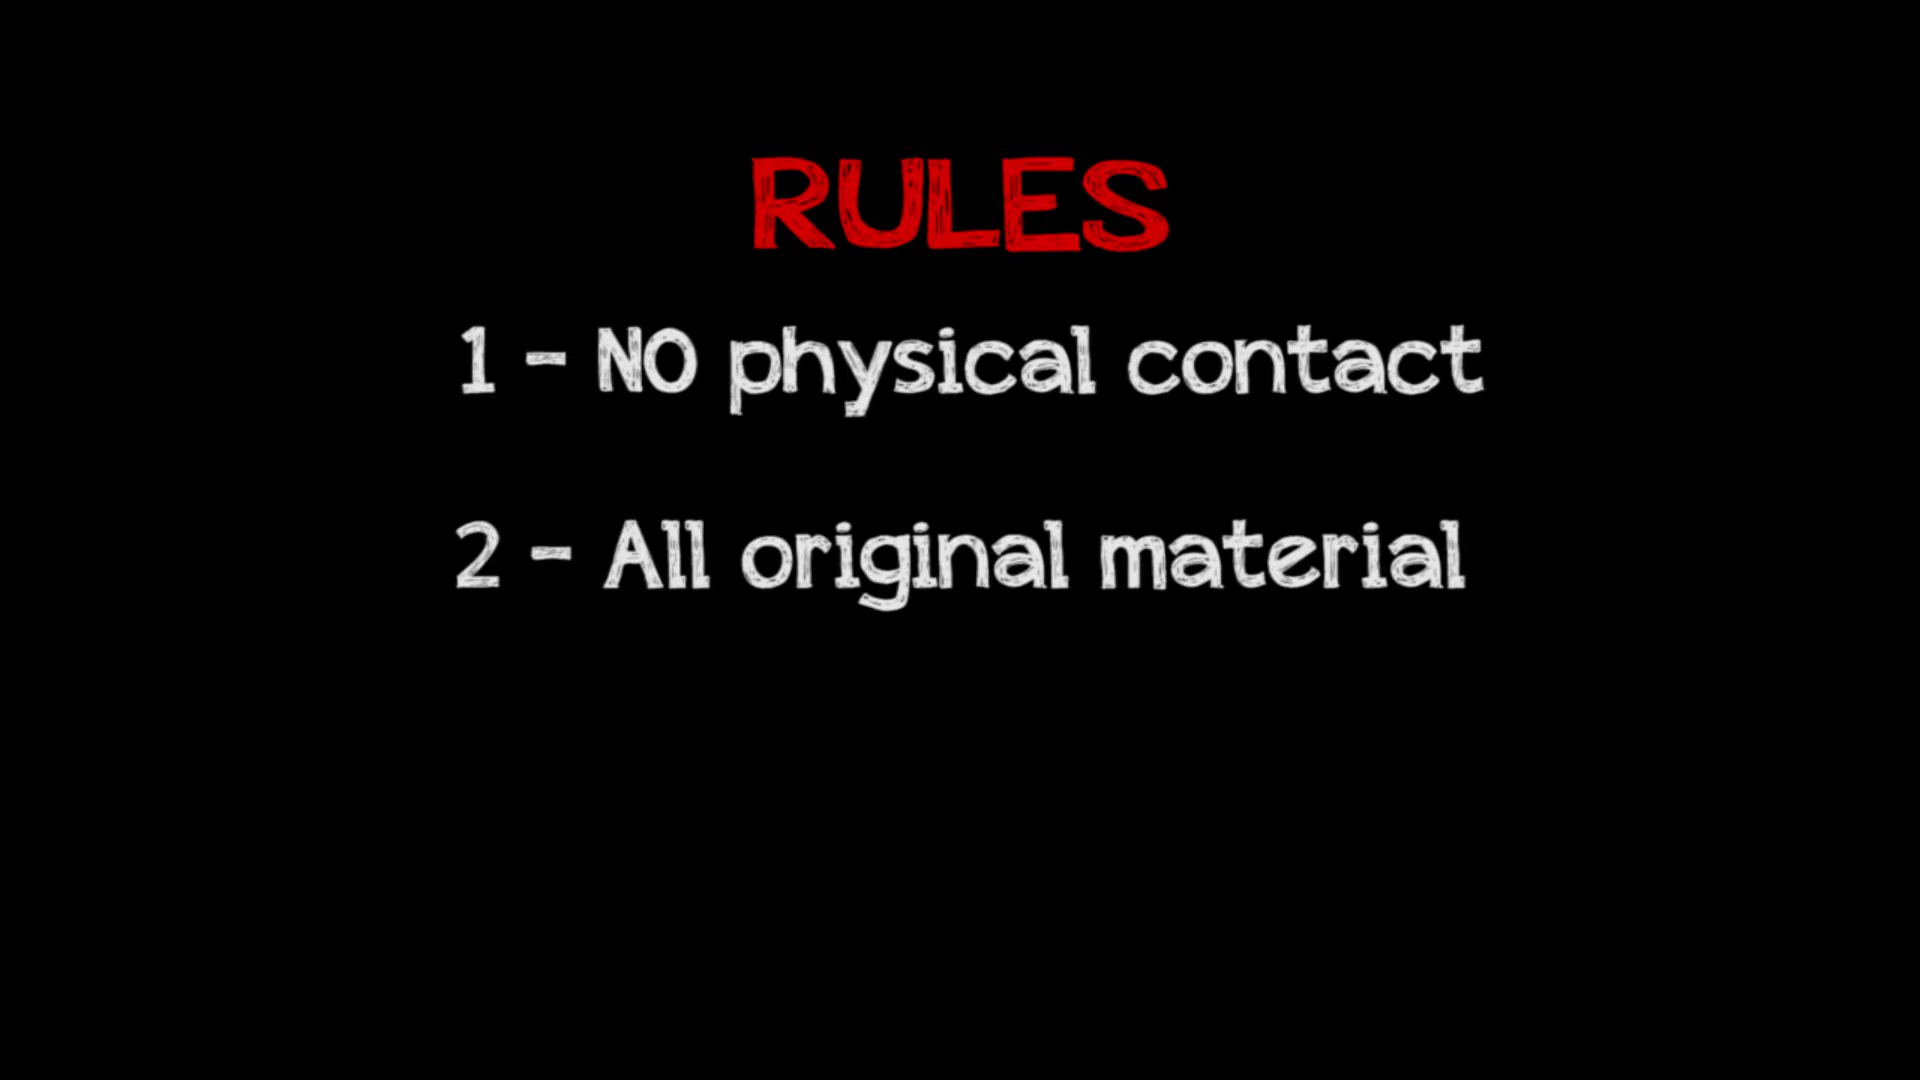 RULES
1 - NO physical contact
2 - All original material